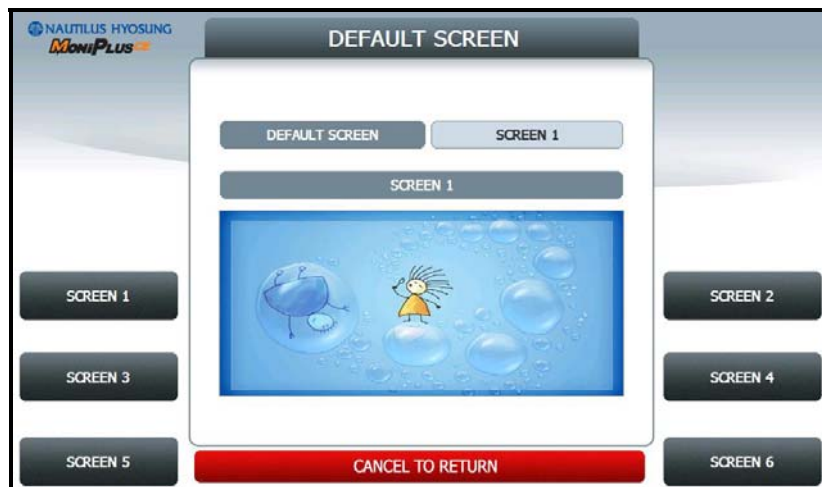 NAUTILUS HYOSUNG
MoniPlus CE
DEFAULT SCREEN
DEFAULT SCREEN SCREEN 1
SCREEN 1
SCREEN 1 SCREEN 2
SCREEN 3 SCREEN 4
SCREEN 5 CANCEL TO RETURN SCREEN 6